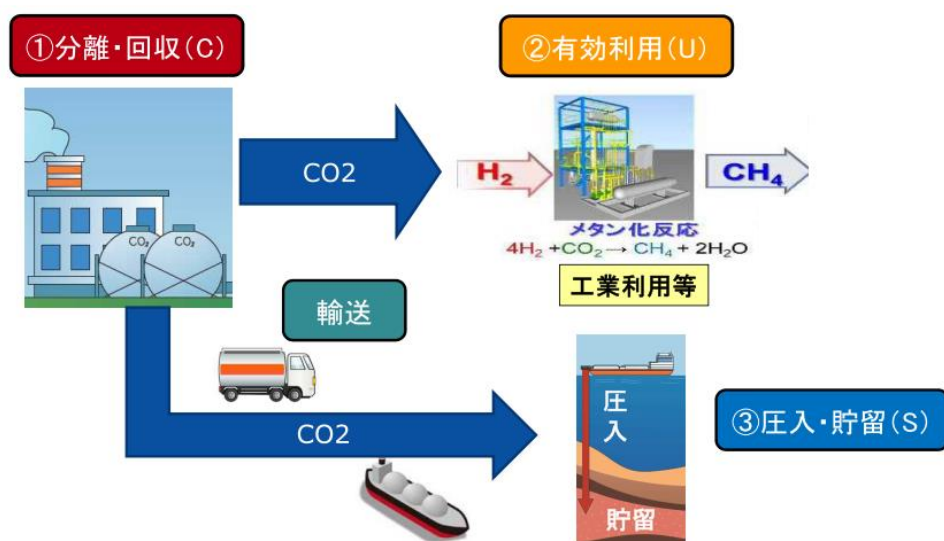 ①分離・回収(C)
②有効利用(U)
CO2
H₂
CH₄
CO₂
CO₂
メタン化反応
4H₂+CO₂→CH₄+2H₂O
工業利用等
輸送
CO2
圧入
貯留
③圧入・貯留(S)